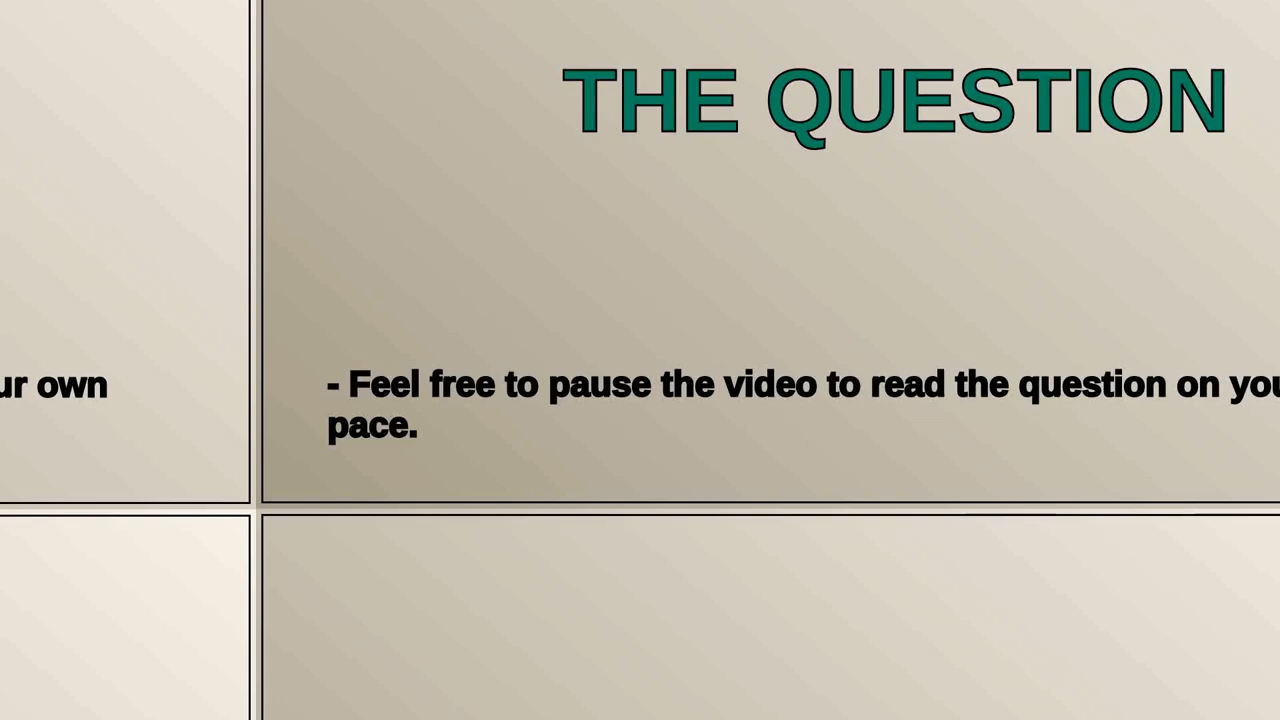 THE QUESTION
ur own
- Feel free to pause the video to read the question on you
pace.